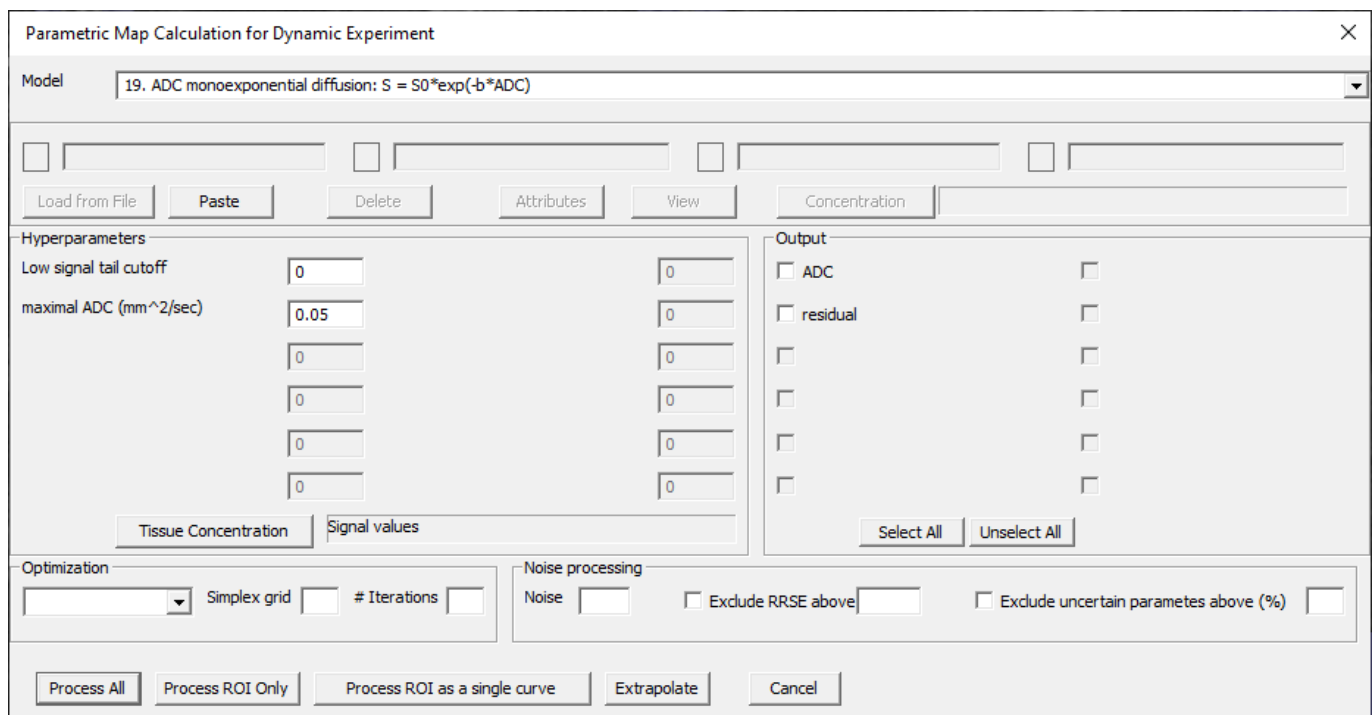 Parametric Map Calculation for Dynamic Experiment
Model 19. ADC monoexponential diffusion: S = S0*exp(-b*ADC)
Load from File Paste Delete Attributes View Concentration
Hyperparameters Output
Low signal tail cutoff 0 0 ADC
maximal ADC (mm^2/sec) 0.05 0 residual
0 0
0 0
0 0
0 0
Tissue Concentration Signal values Select All Unselect All
Optimization Noise processing
Simplex grid # Iterations Noise Exclude RRSE above Exclude uncertain parametes above (%)
Process All Process ROI Only Process ROI as a single curve Extrapolate Cancel